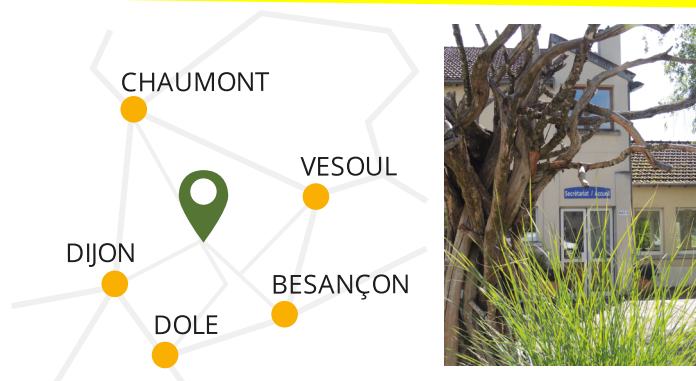 CHAUMONT
VESOUL
DIJON
BESANÇON
DOLE
Secrétariat / Accueil